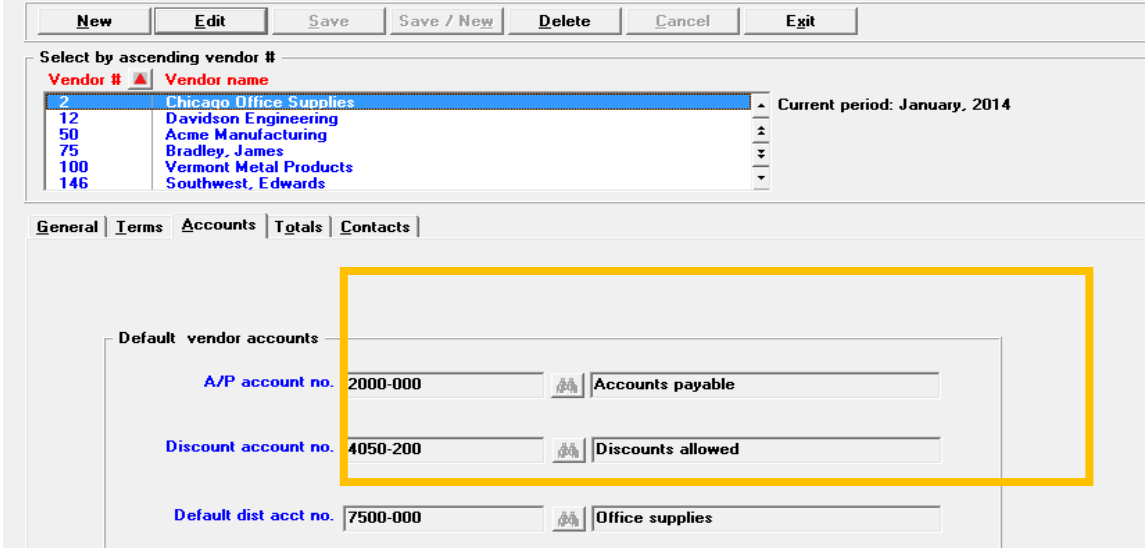 New Edit Save Save / New Delete Cancel Exit
Select by ascending vendor #
Vendor # Vendor name
2 Chicago Office Supplies
Current period: January, 2014
12 Davidson Engineering
50 Acme Manufacturing
75 Bradley, James
100 Vermont Metal Products
146 Southwest, Edwards
General Terms Accounts Totals Contacts
Default vendor accounts
A/P account no. 2000-000 Accounts payable
Discount account no. 4050-200 Discounts allowed
Default dist acct no. 7500-000 Office supplies